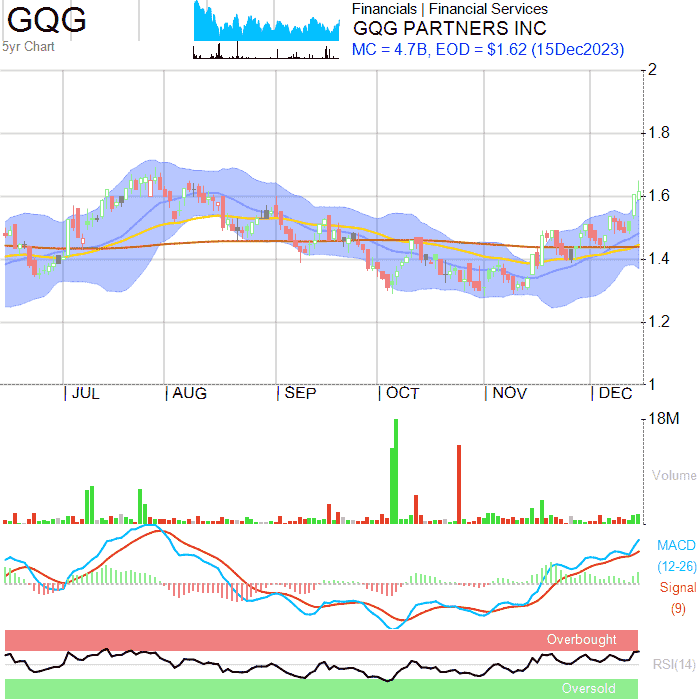 GQG
5yr Chart
Financials | Financial Services
GQG PARTNERS INC
MC = 4.7B, EOD = $1.62 (15Dec2023)
2
1.8
1.6
1.4
1.2
1
| JUL | AUG | SEP | OCT | NOV | DEC
18M
Volume
MACD
(12-26)
Signal
(9)
Overbought
RSI(14)
Oversold